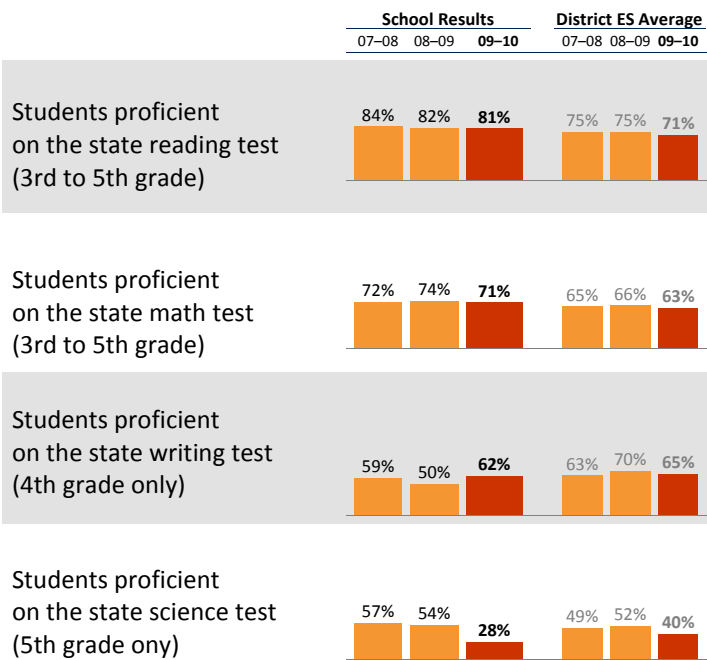 School Results District ES Average
07–08 08–09 09–10 07–08 08–09 09–10
Students proficient
on the state reading test
(3rd to 5th grade)
84% 82% 81% 75% 75% 71%
Students proficient
on the state math test
(3rd to 5th grade)
72% 74% 71% 65% 66% 63%
Students proficient
on the state writing test
(4th grade only)
59% 50% 62% 63% 70% 65%
Students proficient
on the state science test
(5th grade ony)
57% 54% 28% 49% 52% 40%